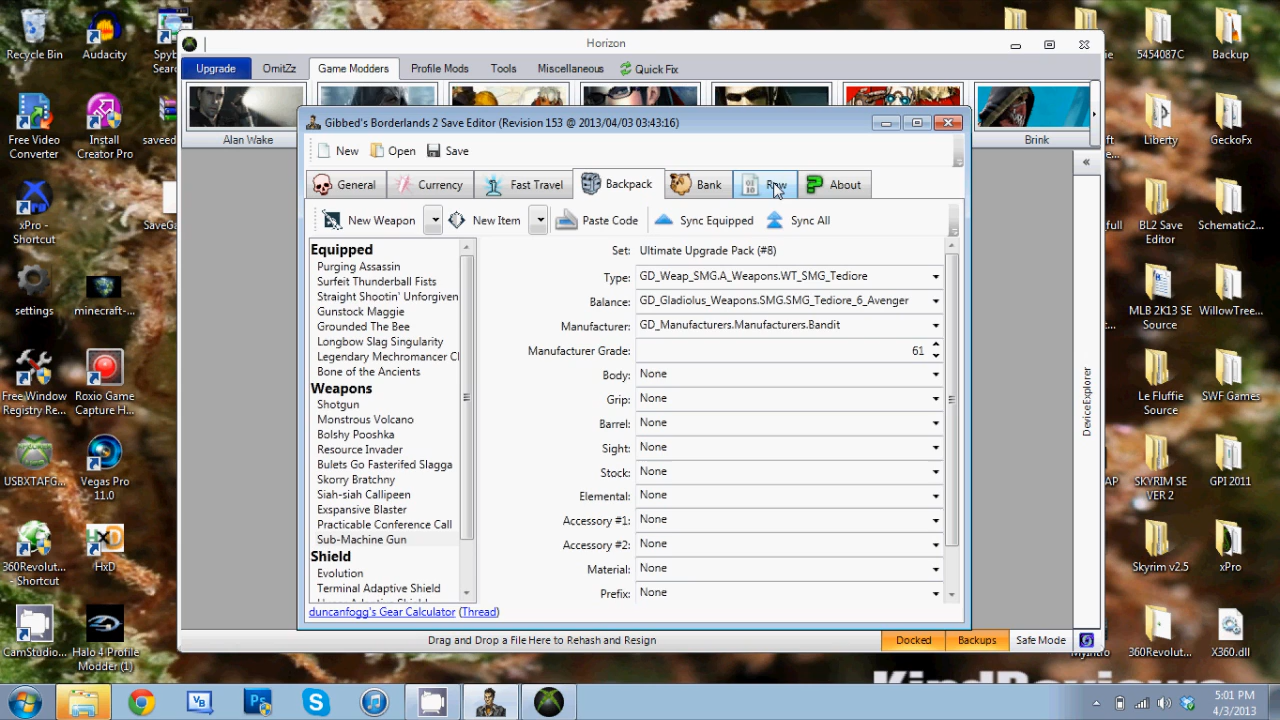 Recycle Bin
Audacity
Spyb
Sear
Free Video
Converter
Install
Creator Pro
saveed
xPro -
Shortcut
SaveGa
settings
minecraft-...
Free Window
Registry Re...
Roxio Game
Capture H...
USBXTAFG...
Vegas Pro
11.0
360Revolut...
- Shortcut
HxD
CamStudio...
Halo 4 Profile
Modder (1)
Horizon
Upgrade
OmitZz
Game Modders
Profile Mods
Tools
Miscellaneous
Quick Fix
Alan Wake
Brink
Gibbed's Borderlands 2 Save Editor (Revision 153 @ 2013/04/03 03:43:16)
New
Open
Save
General
Currency
Fast Travel
Backpack
Bank
Raw
About
New Weapon
New Item
Paste Code
Sync Equipped
Sync All
Equipped
Purging Assassin
Surfeit Thunderball Fists
Straight Shootin' Unforgiven
Gunstock Maggie
Grounded The Bee
Longbow Slag Singularity
Legendary Mechromancer Cl
Bone of the Ancients
Weapons
Shotgun
Monstrous Volcano
Bolshy Pooshka
Resource Invader
Bulets Go Fasterifed Slagga
Skorry Bratchny
Siah-siah Callipeen
Exspansive Blaster
Practicable Conference Call
Sub-Machine Gun
Shield
Evolution
Terminal Adaptive Shield
Set: Ultimate Upgrade Pack (#8)
Type: GD_Weap_SMG.A_Weapons.WT_SMG_Tediore
Balance: GD_Gladiolus_Weapons.SMG.SMG_Tediore_6_Avenger
Manufacturer: GD_Manufacturers.Manufacturers.Bandit
Manufacturer Grade: 61
Body: None
Grip: None
Barrel: None
Sight: None
Stock: None
Elemental: None
Accessory #1: None
Accessory #2: None
Material: None
Prefix: None
duncanfogg's Gear Calculator (Thread)
DeviceExplorer
Drag and Drop a File Here to Rehash and Resign
Docked
Backups
Safe Mode
5454087C
Backup
Liberty
GeckoFx
BL2 Save
Editor
Schematic2...
MLB 2K13 SE
Source
WillowTree...
Le Fluffie
Source
SWF Games
SKYRIM SE
VER 2
GPI 2011
Skyrim v2.5
xPro
360Revolut...
X360.dll
KindReviews
5:01 PM
4/3/2013